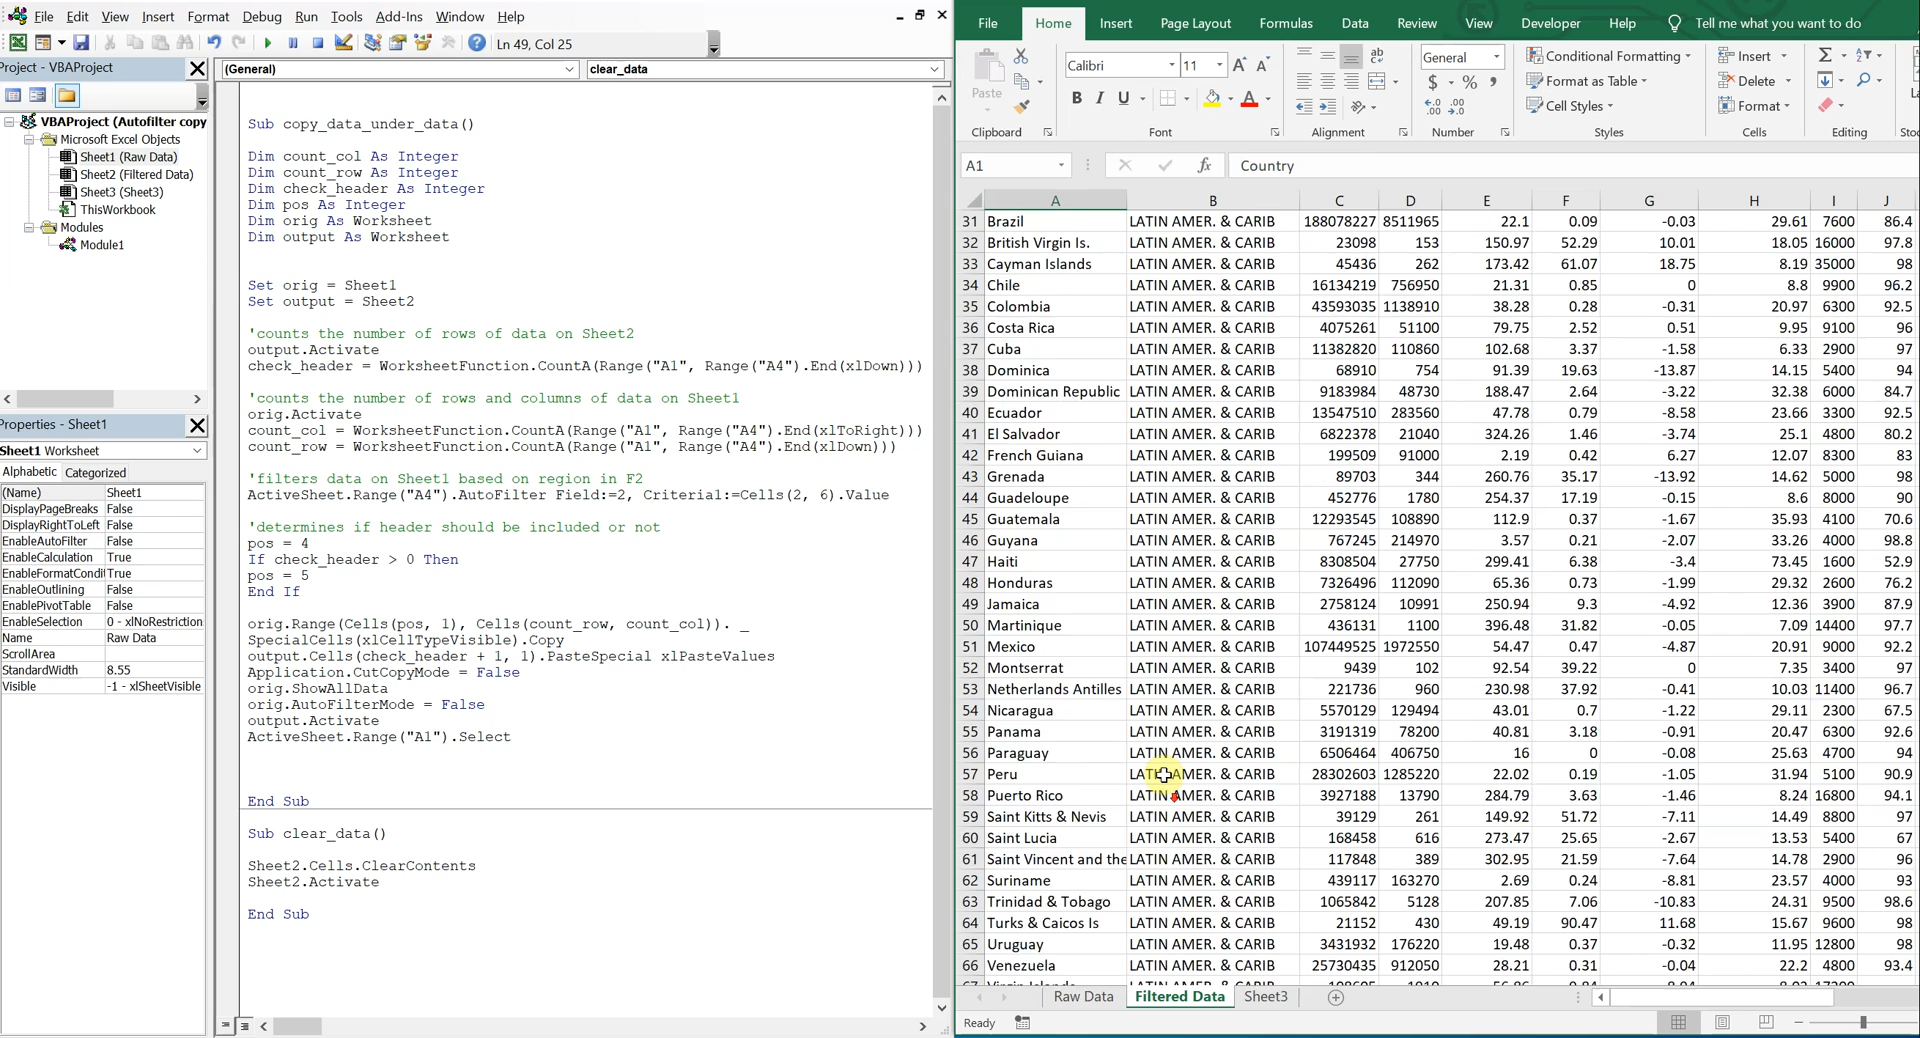 File Edit View Insert Format Debug Run Tools Add-Ins Window Help
Ln 49, Col 25
Project - VBAProject
VBAProject (Autofilter copy
Microsoft Excel Objects
Sheet1 (Raw Data)
Sheet2 (Filtered Data)
Sheet3 (Sheet3)
ThisWorkbook
Modules
Module1
Properties - Sheet1
Sheet1 Worksheet
Alphabetic Categorized
(Name) Sheet1
DisplayPageBreaks False
DisplayRightToLeft False
EnableAutoFilter False
EnableCalculation True
EnableFormatCondi True
EnableOutlining False
EnablePivotTable False
EnableSelection 0 - xlNoRestriction
Name Raw Data
ScrollArea
StandardWidth 8.55
Visible -1 - xlSheetVisible
(General) clear_data
Sub copy_data_under_data()
Dim count_col As Integer
Dim count_row As Integer
Dim check_header As Integer
Dim pos As Integer
Dim orig As Worksheet
Dim output As Worksheet
Set orig = Sheet1
Set output = Sheet2
'counts the number of rows of data on Sheet2
output.Activate
check_header = WorksheetFunction.CountA(Range("A1", Range("A4").End(xlDown)))
'counts the number of rows and columns of data on Sheet1
orig.Activate
count_col = WorksheetFunction.CountA(Range("A1", Range("A4").End(xlToRight)))
count_row = WorksheetFunction.CountA(Range("A1", Range("A4").End(xlDown)))
'filters data on Sheet1 based on region in F2
ActiveSheet.Range("A4").AutoFilter Field:=2, Criteria1:=Cells(2, 6).Value
'determines if header should be included or not
pos = 4
If check_header > 0 Then
pos = 5
End If
orig.Range(Cells(pos, 1), Cells(count_row, count_col)). _
SpecialCells(xlCellTypeVisible).Copy
output.Cells(check_header + 1, 1).PasteSpecial xlPasteValues
Application.CutCopyMode = False
orig.ShowAllData
orig.AutoFilterMode = False
output.Activate
ActiveSheet.Range("A1").Select
End Sub
Sub clear_data()
Sheet2.Cells.ClearContents
Sheet2.Activate
End Sub
File Home Insert Page Layout Formulas Data Review View Developer Help Tell me what you want to do
Paste
Calibri 11
B I U
General
$ % ,
Conditional Formatting
Format as Table
Cell Styles
Insert
Delete
Format
Clipboard Font Alignment Number Styles Cells Editing
A1 fx Country
A B C D E F G H I J
31 Brazil LATIN AMER. & CARIB 188078227 8511965 22.1 0.09 -0.03 29.61 7600 86.4
32 British Virgin Is. LATIN AMER. & CARIB 23098 153 150.97 52.29 10.01 18.05 16000 97.8
33 Cayman Islands LATIN AMER. & CARIB 45436 262 173.42 61.07 18.75 8.19 35000 98
34 Chile LATIN AMER. & CARIB 16134219 756950 21.31 0.85 0 8.8 9900 96.2
35 Colombia LATIN AMER. & CARIB 43593035 1138910 38.28 0.28 -0.31 20.97 6300 92.5
36 Costa Rica LATIN AMER. & CARIB 4075261 51100 79.75 2.52 0.51 9.95 9100 96
37 Cuba LATIN AMER. & CARIB 11382820 110860 102.68 3.37 -1.58 6.33 2900 97
38 Dominica LATIN AMER. & CARIB 68910 754 91.39 19.63 -13.87 14.15 5400 94
39 Dominican Republic LATIN AMER. & CARIB 9183984 48730 188.47 2.64 -3.22 32.38 6000 84.7
40 Ecuador LATIN AMER. & CARIB 13547510 283560 47.78 0.79 -8.58 23.66 3300 92.5
41 El Salvador LATIN AMER. & CARIB 6822378 21040 324.26 1.46 -3.74 25.1 4800 80.2
42 French Guiana LATIN AMER. & CARIB 199509 91000 2.19 0.42 6.27 12.07 8300 83
43 Grenada LATIN AMER. & CARIB 89703 344 260.76 35.17 -13.92 14.62 5000 98
44 Guadeloupe LATIN AMER. & CARIB 452776 1780 254.37 17.19 -0.15 8.6 8000 90
45 Guatemala LATIN AMER. & CARIB 12293545 108890 112.9 0.37 -1.67 35.93 4100 70.6
46 Guyana LATIN AMER. & CARIB 767245 214970 3.57 0.21 -2.07 33.26 4000 98.8
47 Haiti LATIN AMER. & CARIB 8308504 27750 299.41 6.38 -3.4 73.45 1600 52.9
48 Honduras LATIN AMER. & CARIB 7326496 112090 65.36 0.73 -1.99 29.32 2600 76.2
49 Jamaica LATIN AMER. & CARIB 2758124 10991 250.94 9.3 -4.92 12.36 3900 87.9
50 Martinique LATIN AMER. & CARIB 436131 1100 396.48 31.82 -0.05 7.09 14400 97.7
51 Mexico LATIN AMER. & CARIB 107449525 1972550 54.47 0.47 -4.87 20.91 9000 92.2
52 Montserrat LATIN AMER. & CARIB 9439 102 92.54 39.22 0 7.35 3400 97
53 Netherlands Antilles LATIN AMER. & CARIB 221736 960 230.98 37.92 -0.41 10.03 11400 96.7
54 Nicaragua LATIN AMER. & CARIB 5570129 129494 43.01 0.7 -1.22 29.11 2300 67.5
55 Panama LATIN AMER. & CARIB 3191319 78200 40.81 3.18 -0.91 20.47 6300 92.6
56 Paraguay LATIN AMER. & CARIB 6506464 406750 16 0 -0.08 25.63 4700 94
57 Peru LATIN AMER. & CARIB 28302603 1285220 22.02 0.19 -1.05 31.94 5100 90.9
58 Puerto Rico LATIN AMER. & CARIB 3927188 13790 284.79 3.63 -1.46 8.24 16800 94.1
59 Saint Kitts & Nevis LATIN AMER. & CARIB 39129 261 149.92 51.72 -7.11 14.49 8800 97
60 Saint Lucia LATIN AMER. & CARIB 168458 616 273.47 25.65 -2.67 13.53 5400 67
61 Saint Vincent and the LATIN AMER. & CARIB 117848 389 302.95 21.59 -7.64 14.78 2900 96
62 Suriname LATIN AMER. & CARIB 439117 163270 2.69 0.24 -8.81 23.57 4000 93
63 Trinidad & Tobago LATIN AMER. & CARIB 1065842 5128 207.85 7.06 -10.83 24.31 9500 98.6
64 Turks & Caicos Is LATIN AMER. & CARIB 21152 430 49.19 90.47 11.68 15.67 9600 98
65 Uruguay LATIN AMER. & CARIB 3431932 176220 19.48 0.37 -0.32 11.95 12800 98
66 Venezuela LATIN AMER. & CARIB 25730435 912050 28.21 0.31 -0.04 22.2 4800 93.4
Raw Data Filtered Data Sheet3
Ready